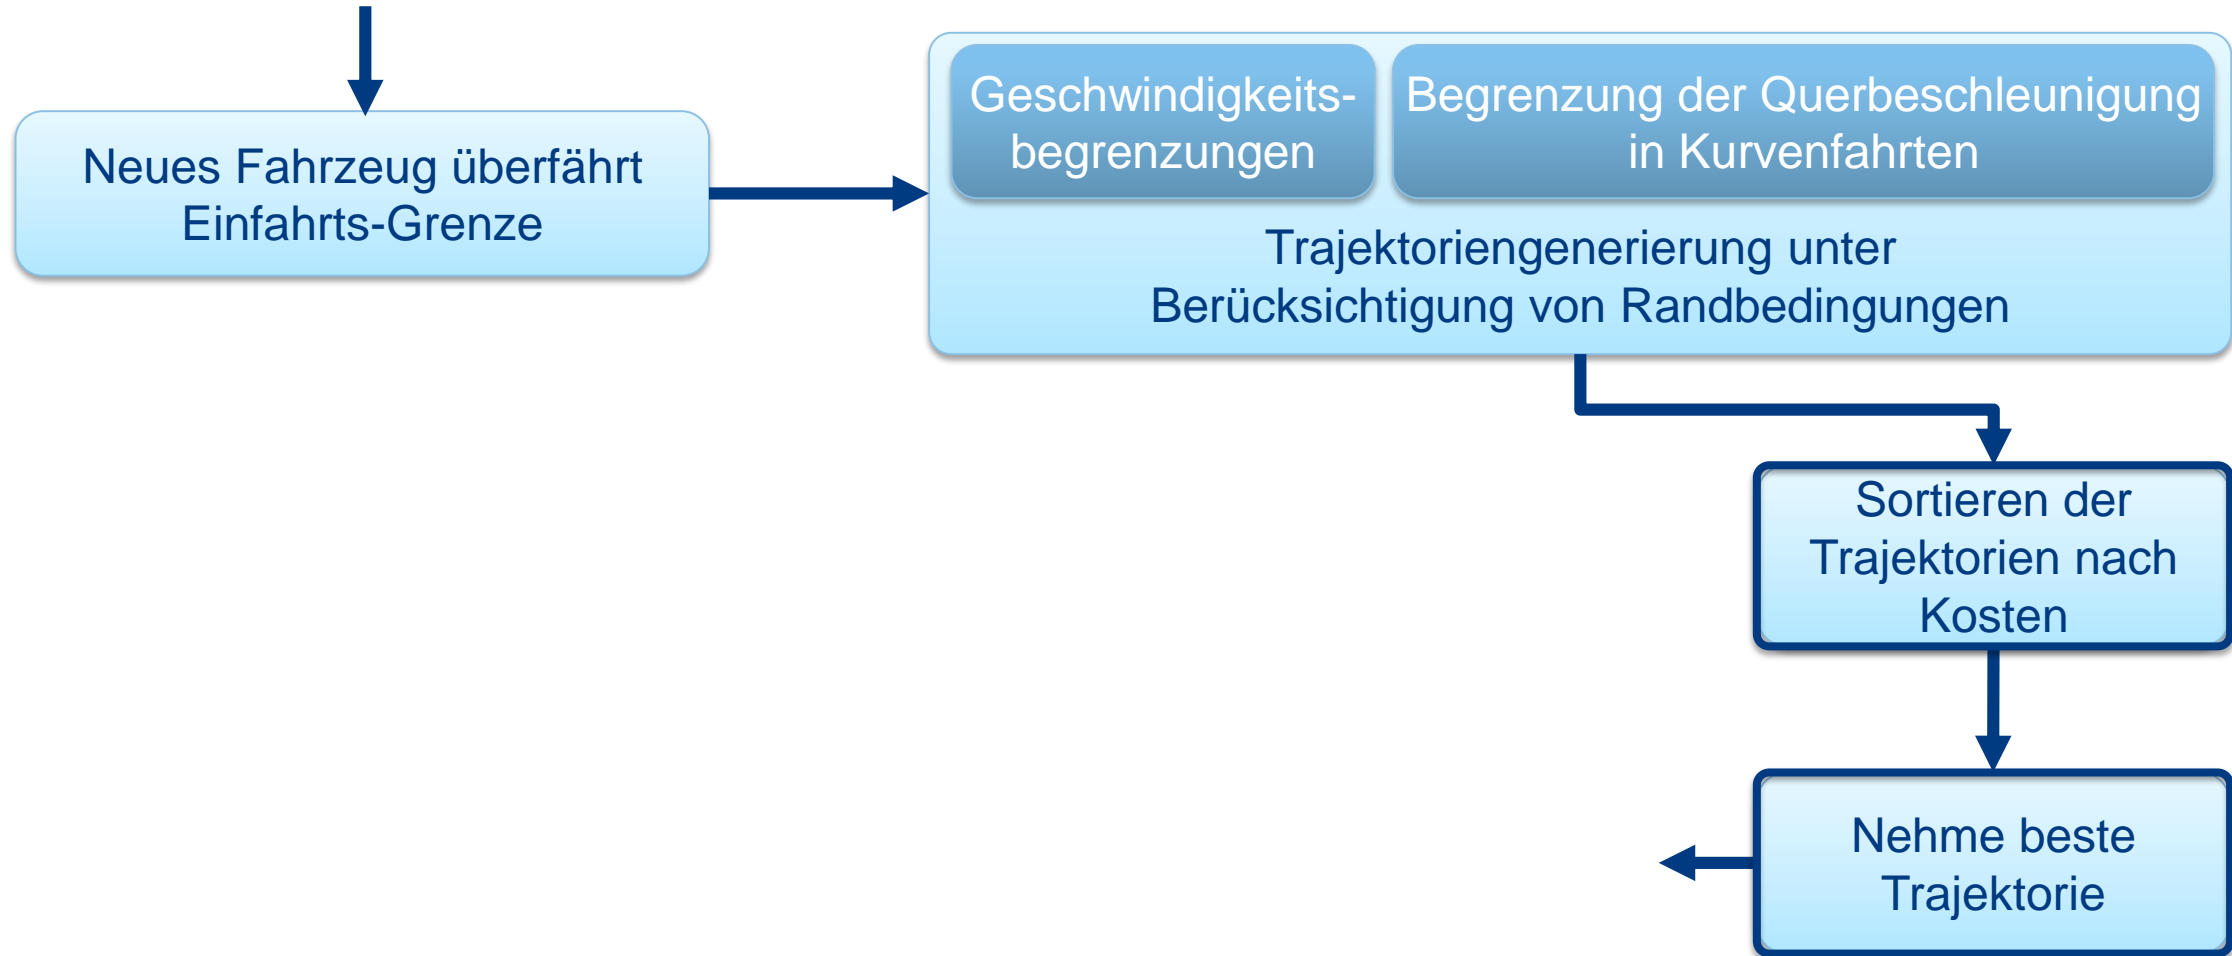 Neues Fahrzeug überfährt
Einfahrts-Grenze
Geschwindigkeits-
begrenzungen
Begrenzung der Querbeschleunigung
in Kurvenfahrten
Trajektoriengenerierung unter
Berücksichtigung von Randbedingungen
Sortieren der
Trajektorien nach
Kosten
Nehme beste
Trajektorie